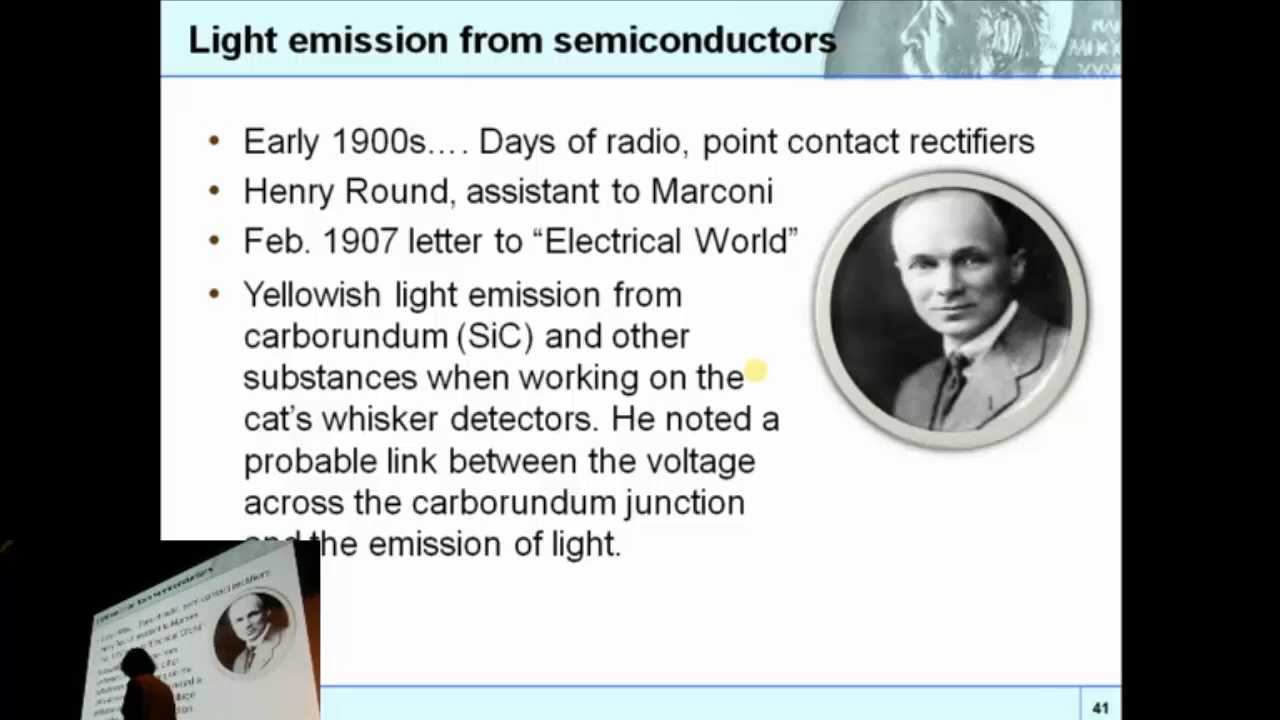 Light emission from semiconductors
• Early 1900s…. Days of radio, point contact rectifiers
• Henry Round, assistant to Marconi
• Feb. 1907 letter to “Electrical World”
• Yellowish light emission from
carborundum (SiC) and other
substances when working on the
cat’s whisker detectors. He noted a
probable link between the voltage
across the carborundum junction
and the emission of light.
41